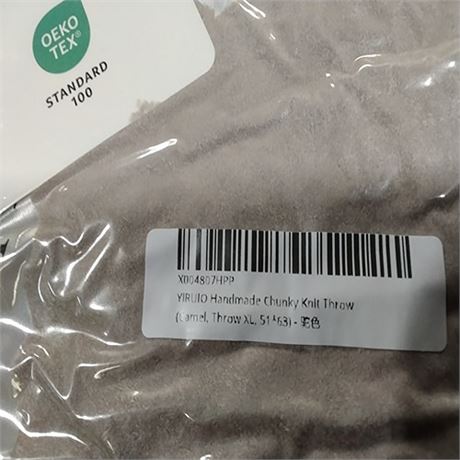 OEKO
TEX®
STANDARD
100
X004807HPP
YIRUIO Handmade Chunky Knit Throw
(Camel, Throw XL, 51*63) - 驼色